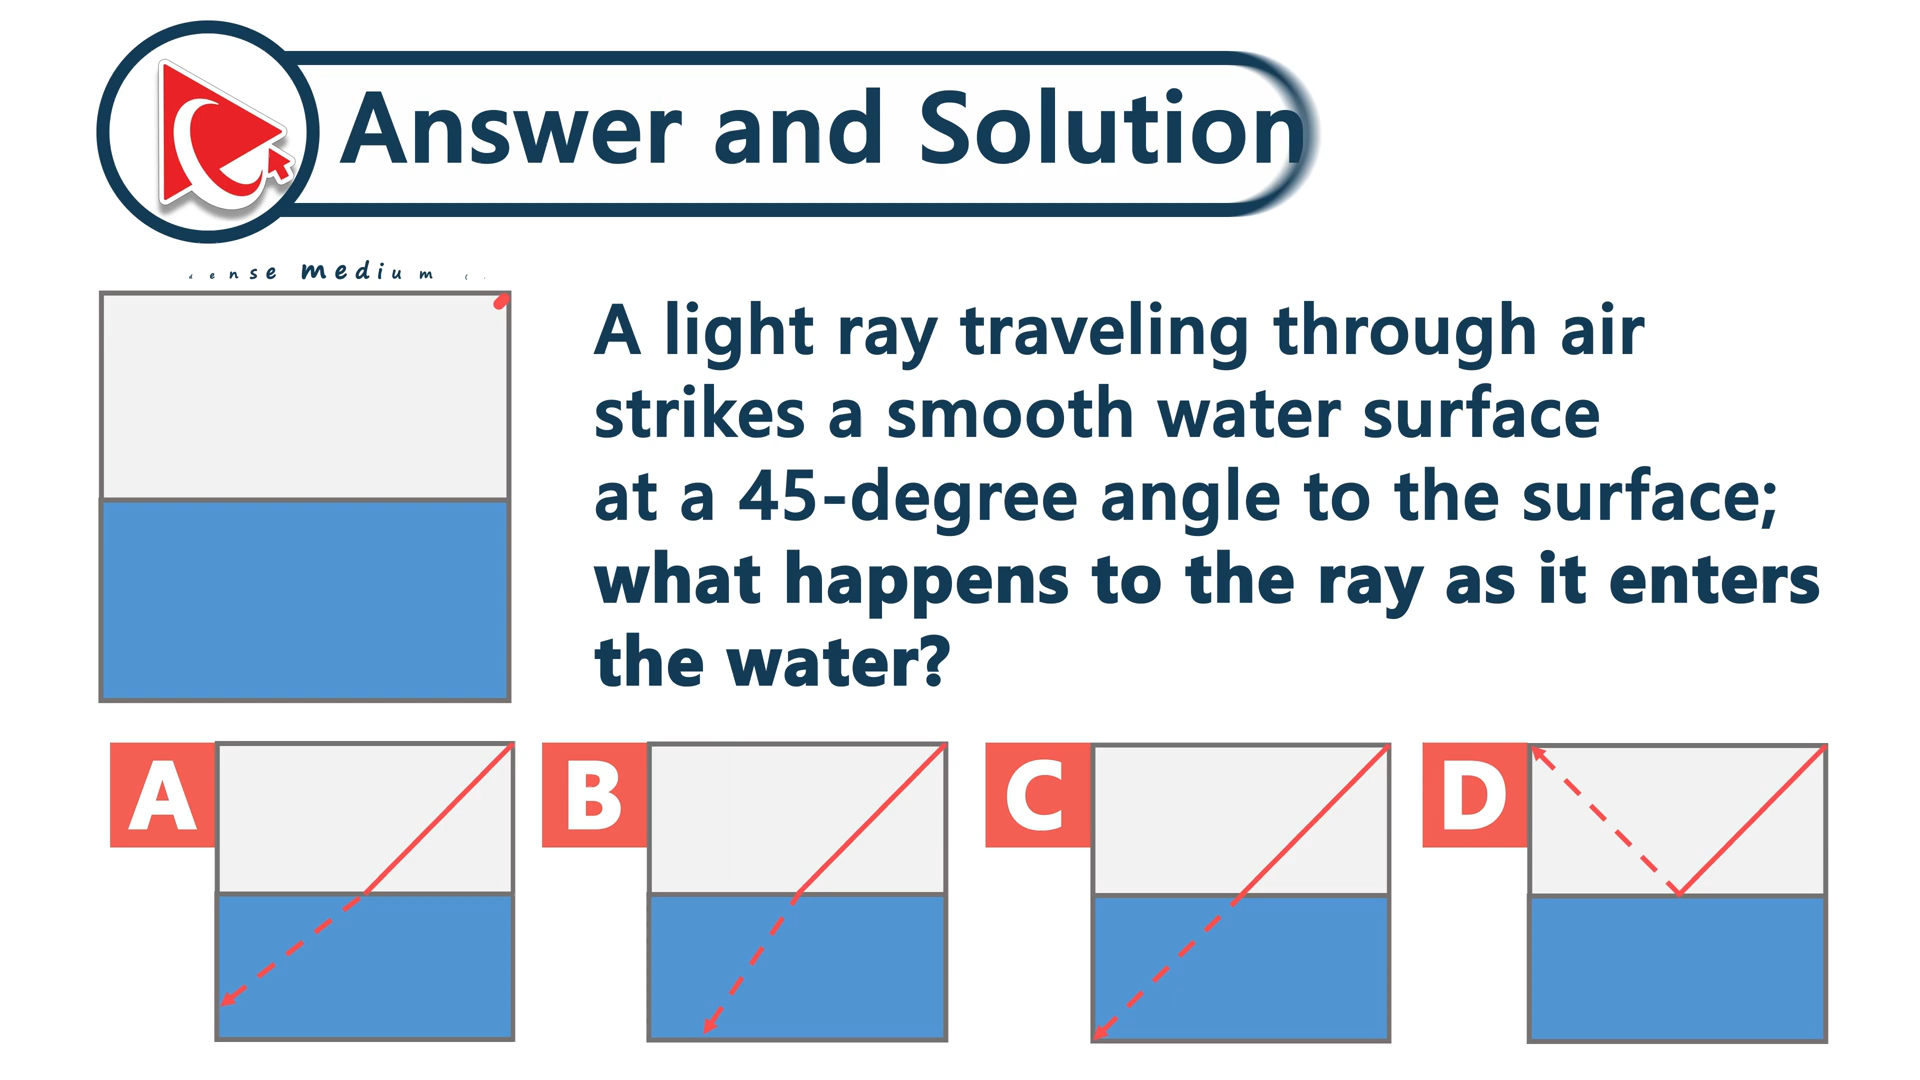 Answer and Solution
dense medium (
A light ray traveling through air
strikes a smooth water surface
at a 45-degree angle to the surface;
what happens to the ray as it enters
the water?
A
B
C
D